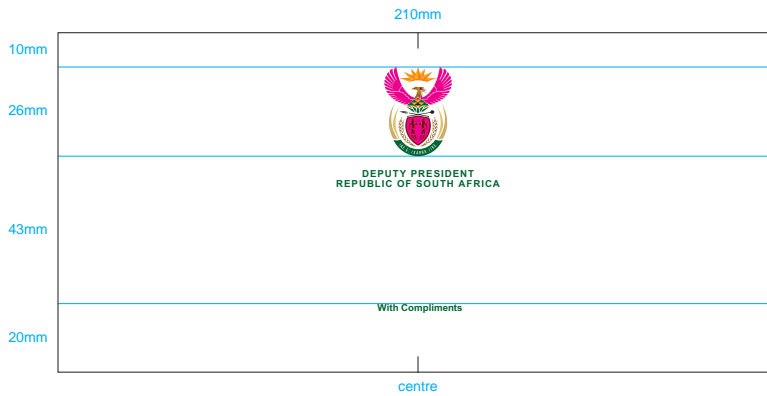 210mm
10mm
26mm
DEPUTY PRESIDENT
REPUBLIC OF SOUTH AFRICA
43mm
With Compliments
20mm
centre